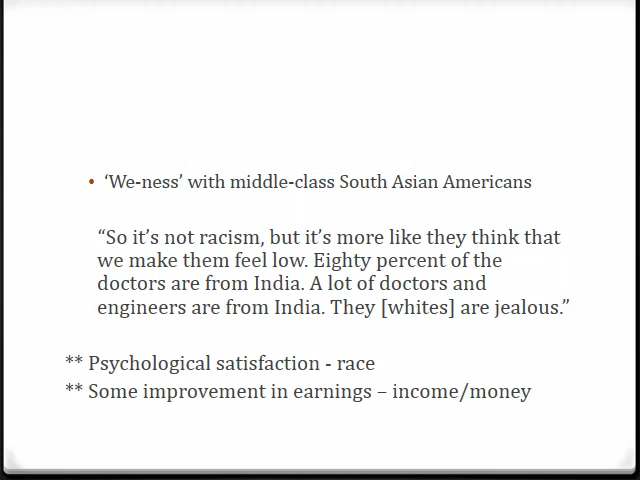 • ‘We-ness’ with middle-class South Asian Americans
“So it’s not racism, but it’s more like they think that
we make them feel low. Eighty percent of the
doctors are from India. A lot of doctors and
engineers are from India. They [whites] are jealous.”
** Psychological satisfaction - race
** Some improvement in earnings – income/money